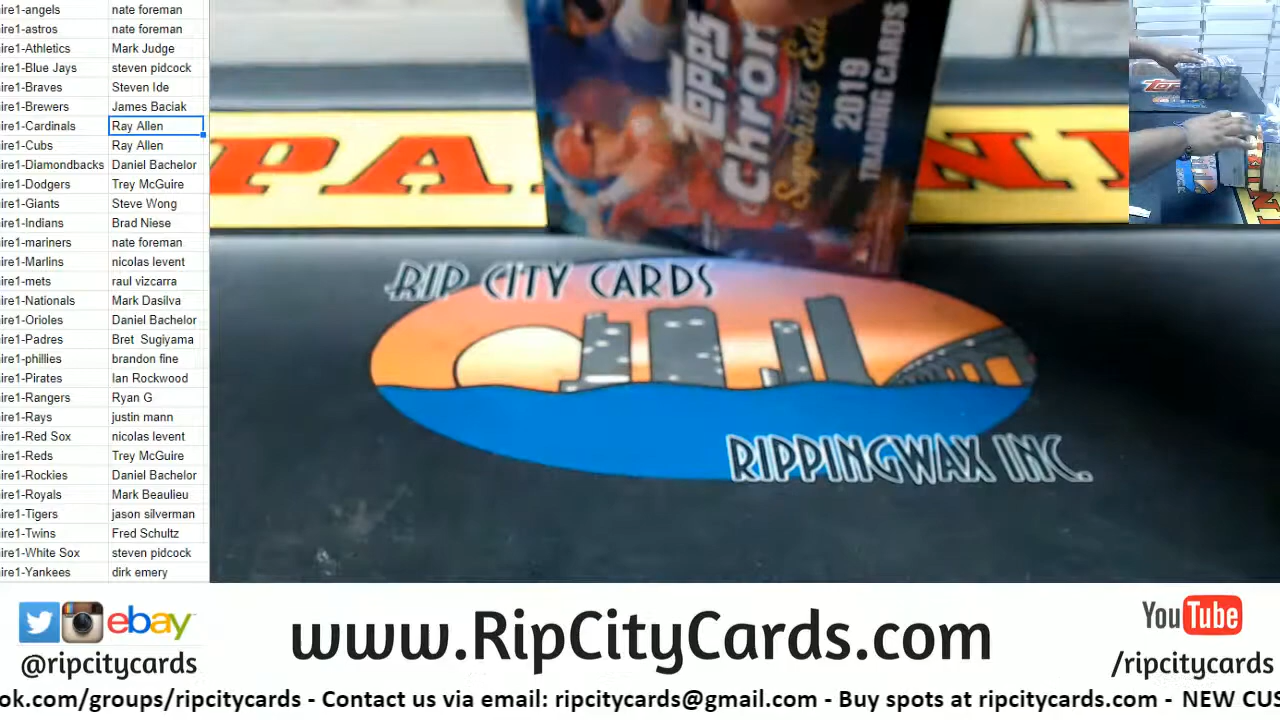 ire1-angels nate foreman
ire1-astros nate foreman
ire1-Athletics Mark Judge
ire1-Blue Jays steven pidcock
ire1-Braves Steven Ide
ire1-Brewers James Baciak
ire1-Cardinals Ray Allen
ire1-Cubs Ray Allen
ire1-Diamondbacks Daniel Bachelor
ire1-Dodgers Trey McGuire
ire1-Giants Steve Wong
ire1-Indians Brad Niese
ire1-mariners nate foreman
ire1-Marlins nicolas levent
ire1-mets raul vizcarra
ire1-Nationals Mark Dasilva
ire1-Orioles Daniel Bachelor
ire1-Padres Bret Sugiyama
ire1-phillies brandon fine
ire1-Pirates Ian Rockwood
ire1-Rangers Ryan G
ire1-Rays justin mann
ire1-Red Sox nicolas levent
ire1-Reds Trey McGuire
ire1-Rockies Daniel Bachelor
ire1-Royals Mark Beaulieu
ire1-Tigers jason silverman
ire1-Twins Fred Schultz
ire1-White Sox steven pidcock
ire1-Yankees dirk emery
TOPPS
Chrom
Sapphire Edi
2019
TRADING CARDS
PA NI
RIP CITY CARDS
RIPPINGWAX INC.
ebay
@ripcitycards
www.RipCityCards.com
YouTube
/ripcitycards
ok.com/groups/ripcitycards - Contact us via email: ripcitycards@gmail.com - Buy spots at ripcitycards.com - NEW CUS